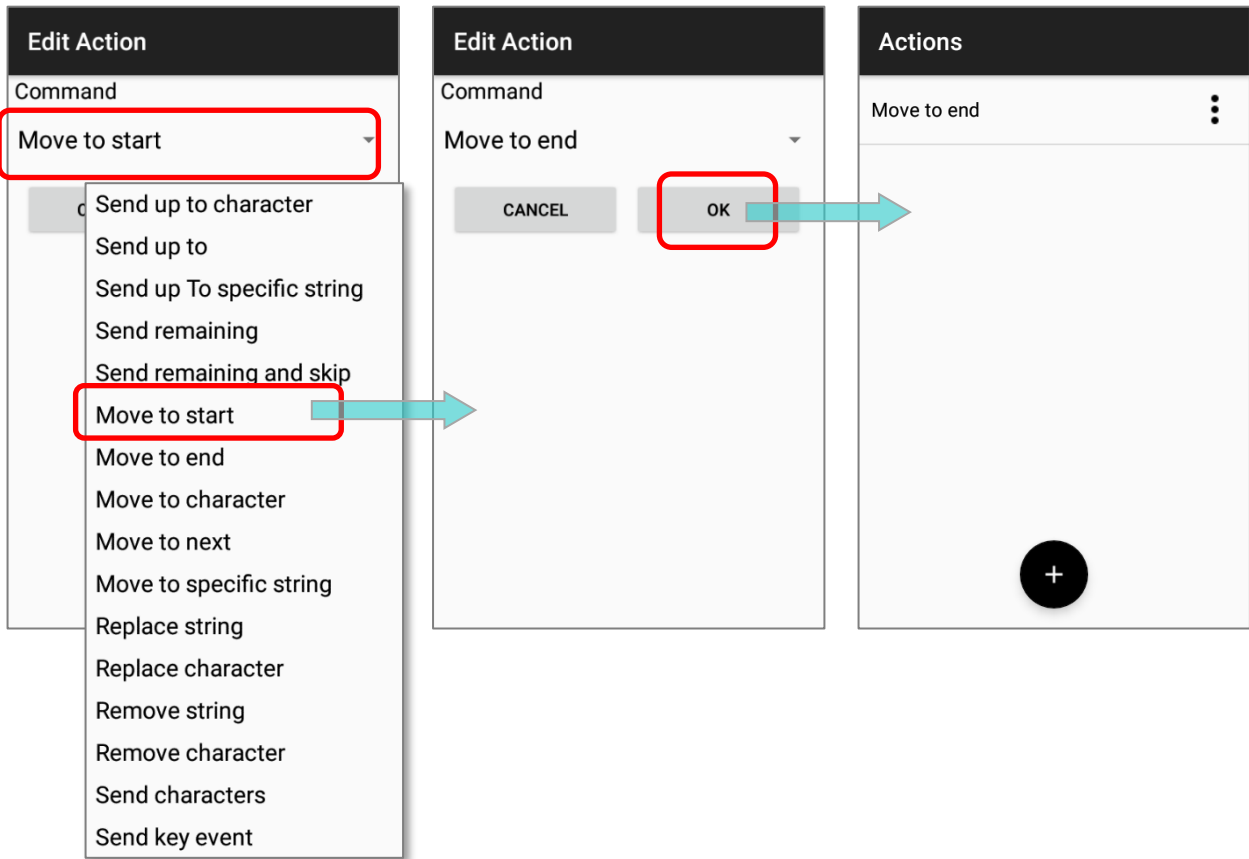 Edit Action
Command
Move to start
C
Send up to character
Send up to
Send up To specific string
Send remaining
Send remaining and skip
Move to start
Move to end
Move to character
Move to next
Move to specific string
Replace string
Replace character
Remove string
Remove character
Send characters
Send key event
Edit Action
Command
Move to end
CANCEL
OK
Actions
Move to end
+